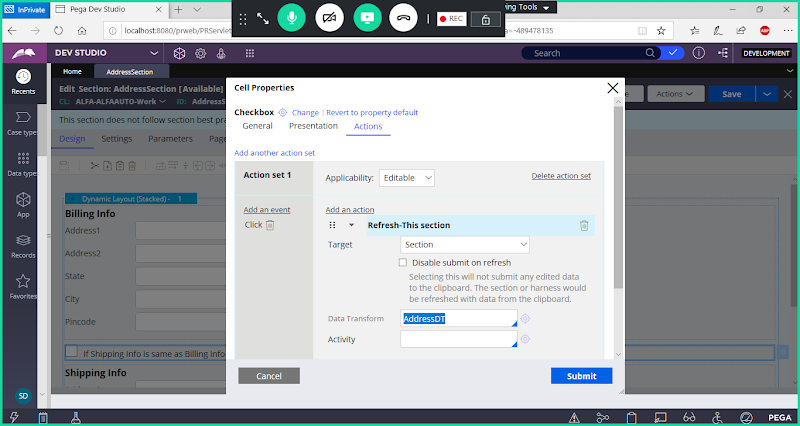 InPrivate
Pega Dev Studio
REC
ving Tools
localhost:8080/prweb/PRServlet
=-489478135
DEV STUDIO
Search
DEVELOPMENT
Recents
Home
AddressSection
Edit Section: AddressSection [Available]
CL: ALFA-ALFAAUTO-Work
ID: AddressS
Actions
Save
This section does not follow section best pra
Design
Settings
Parameters
Page
Case types
Data types
App
Records
Favorites
SD
Dynamic Layout (Stacked) - 1
Billing Info
Address1
Address2
State
City
Pincode
If Shipping Info is same as Billing Info
Shipping Info
Cell Properties
Checkbox
Change | Revert to property default
General
Presentation
Actions
Add another action set
Action set 1
Applicability:
Editable
Delete action set
Add an event
Click
Add an action
Refresh-This section
Target
Section
Disable submit on refresh
Selecting this will not submit any edited data
to the clipboard. The section or harness would
be refreshed with data from the clipboard.
Data Transform
AddressDT
Activity
Cancel
Submit
PEGA